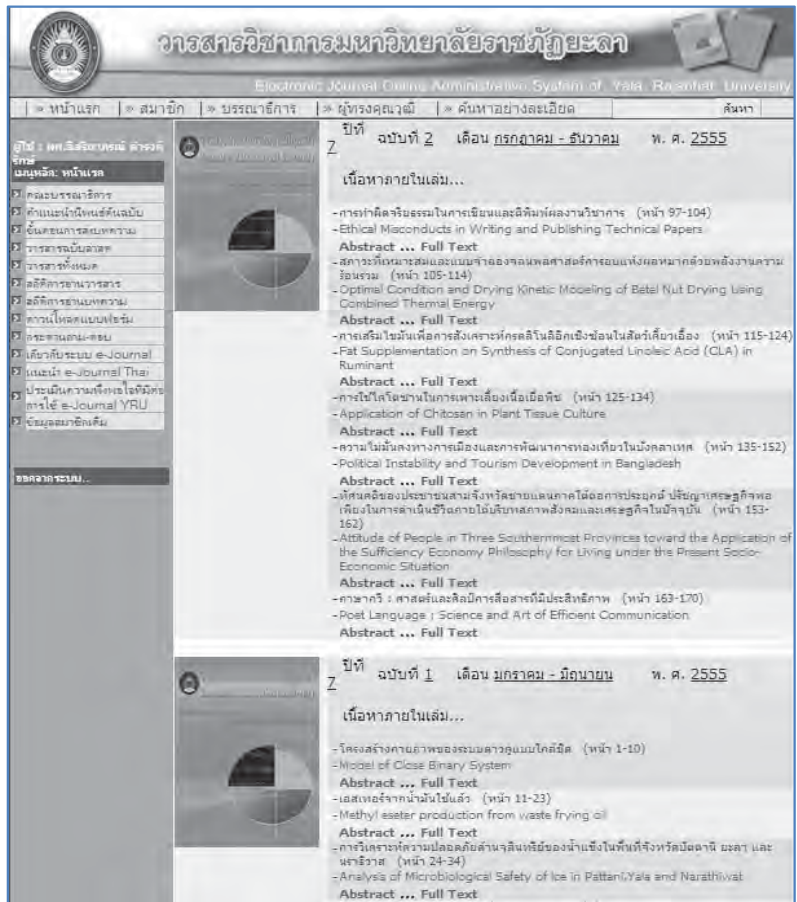 วารสารวิชาการมหาวิทยาลัยราชภัฏยะลา
Electronic Journal Online Administrative System of Yala Rajabhat University
» หน้าแรก » สมาชิก » บรรณาธิการ » ผู้ทรงคุณวุฒิ » ค้นหาอย่างละเอียด ค้นหา
เมนูหลัก: หน้าแรก
กองบรรณาธิการ
คำแนะนำนิพนธ์ต้นฉบับ
ขั้นตอนการส่งบทความ
วารสารฉบับล่าสุด
วารสารทั้งหมด
สถิติการอ่านวารสาร
สถิติการอ่านบทความ
ดาวน์โหลดแบบฟอร์ม
กระดานถาม-ตอบ
เกี่ยวกับระบบ e-Journal
แนะนำ e-Journal Thai
ประเมินความพึงพอใจที่มีต่อ
การใช้ e-Journal YRU
ข้อมูลสมาชิกเดิม
ออกจากระบบ..
ปีที่ 7 ฉบับที่ 2 เดือน กรกฎาคม - ธันวาคม พ. ศ. 2555
เนื้อหาภายในเล่ม...
-การทำผิดจริยธรรมในการเขียนและตีพิมพ์ผลงานวิชาการ (หน้า 97-104)
-Ethical Misconducts in Writing and Publishing Technical Papers
Abstract ... Full Text
-สภาวะที่เหมาะสมและแบบจำลองจลนพลศาสตร์การอบแห้งผลหมากด้วยพลังงานความ
ร้อนร่วม (หน้า 105-114)
-Optimal Condition and Drying Kinetic Modeling of Betel Nut Drying Using
Combined Thermal Energy
Abstract ... Full Text
-การเสริมไขมันเพื่อการสังเคราะห์กรดลิโนลิอิกเชิงซ้อนในสัตว์เคี้ยวเอื้อง (หน้า 115-124)
-Fat Supplementation on Synthesis of Conjugated Linoleic Acid (CLA) in
Ruminant
Abstract ... Full Text
-การใช้ไคโตซานในการเพาะเลี้ยงเนื้อเยื่อพืช (หน้า 125-134)
-Application of Chitosan in Plant Tissue Culture
Abstract ... Full Text
-ความไม่มั่นคงทางการเมืองและการพัฒนาการท่องเที่ยวในบังคลาเทศ (หน้า 135-152)
-Political Instability and Tourism Development in Bangladesh
Abstract ... Full Text
-ทัศนคติของประชาชนสามจังหวัดชายแดนภาคใต้ต่อการประยุกต์ ปรัชญาเศรษฐกิจพอ
เพียงในการดำเนินชีวิตภายใต้บริบทสภาพสังคมและเศรษฐกิจในปัจจุบัน (หน้า 153-
162)
-Attitude of People in Three Southernmost Provinces toward the Application of
the Sufficiency Economy Philosophy for Living under the Present Socio-
Economic Situation
Abstract ... Full Text
-ภาษากวี : ศาสตร์และศิลป์การสื่อสารที่มีประสิทธิภาพ (หน้า 163-170)
-Poet Language : Science and Art of Efficient Communication
Abstract ... Full Text
ปีที่ 7 ฉบับที่ 1 เดือน มกราคม - มิถุนายน พ. ศ. 2555
เนื้อหาภายในเล่ม...
-โครงสร้างกายภาพของระบบดาวคู่แบบใกล้ชิด (หน้า 1-10)
-Model of Close Binary System
Abstract ... Full Text
-เอสเทอร์จากน้ำมันใช้แล้ว (หน้า 11-23)
-Methyl eseter production from waste frying oil
Abstract ... Full Text
-การวิเคราะห์ความปลอดภัยด้านจุลินทรีย์ของน้ำแข็งในพื้นที่จังหวัดปัตตานี ยะลา และ
นราธิวาส (หน้า 24-34)
-Analysis of Microbiological Safety of Ice in Pattani,Yala and Narathiwat
Abstract ... Full Text